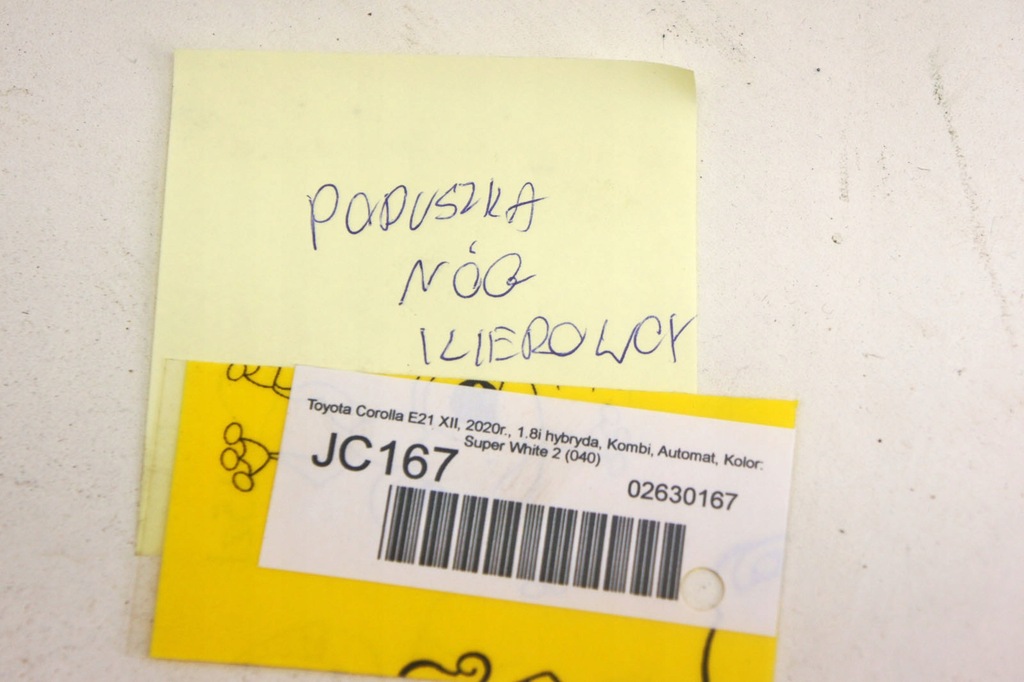 PODUSZKA
NÓG
KIEROWCY
Toyota Corolla E21 XII, 2020r., 1.8i hybryda, Kombi, Automat, Kolor:
Super White 2 (040)
JC167
02630167